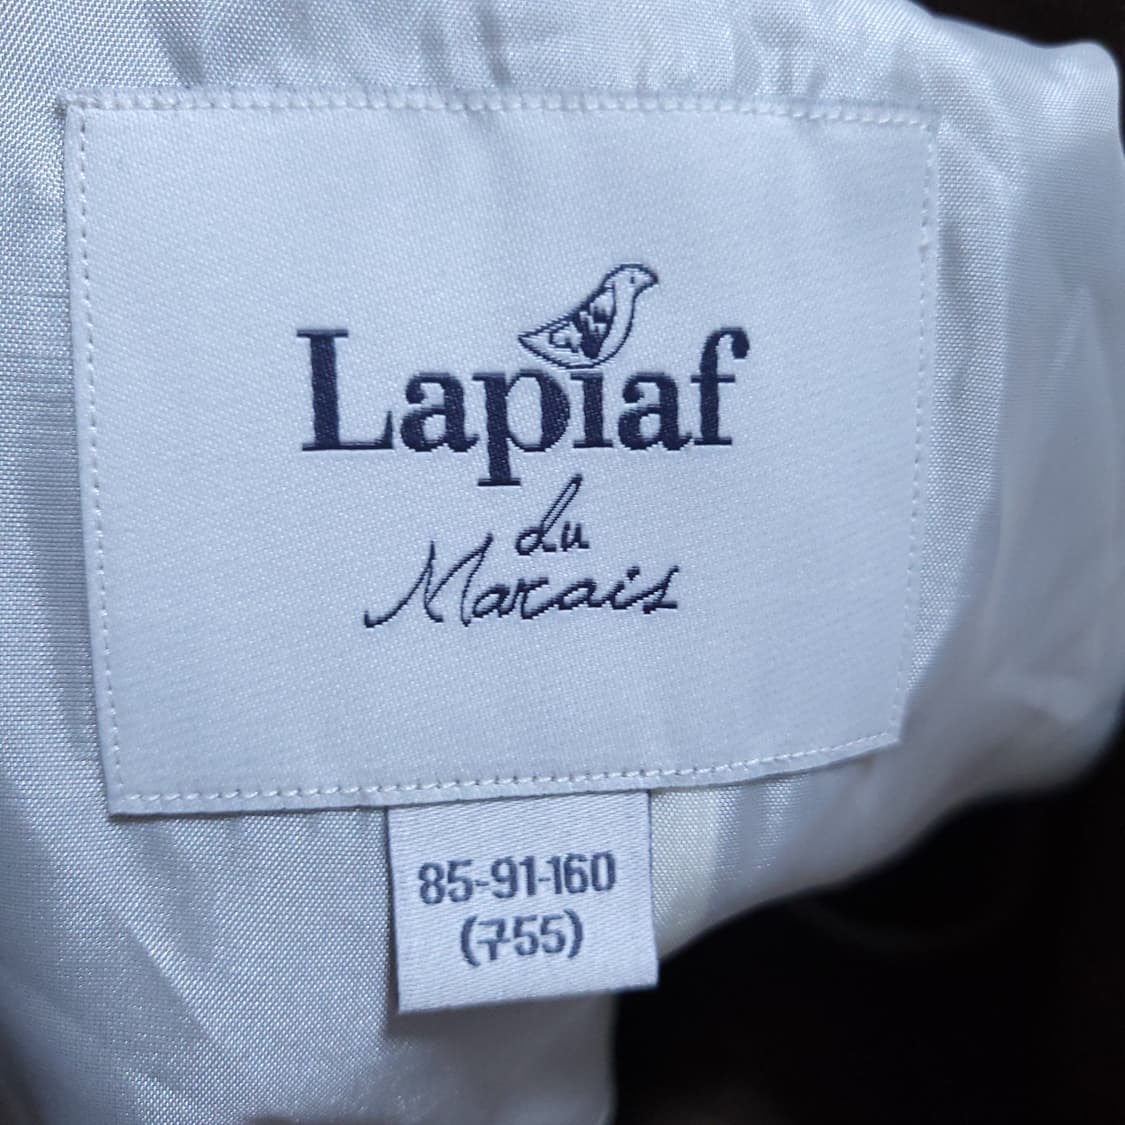 Lapiaf
du
Marais
85-91-160
(755)